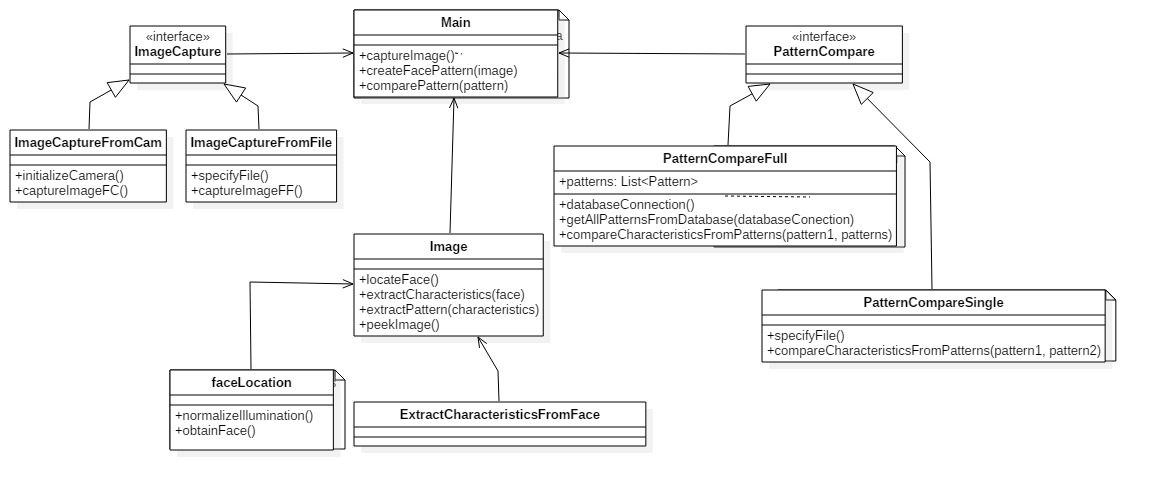 «interface»
ImageCapture
Main
+captureImage()
+createFacePattern(image)
+comparePattern(pattern)
a
«interface»
PatternCompare
ImageCaptureFromCam
+initializeCamera()
+captureImageFC()
ImageCaptureFromFile
+specifyFile()
+captureImageFF()
PatternCompareFull
+patterns: List<Pattern>
+databaseConnection()
+getAllPatternsFromDatabase(databaseConection)
+compareCharacteristicsFromPatterns(pattern1, patterns)
Image
+locateFace()
+extractCharacteristics(face)
+extractPattern(characteristics)
+peekImage()
PatternCompareSingle
+specifyFile()
+compareCharacteristicsFromPatterns(pattern1, pattern2)
faceLocation
+normalizeIllumination()
+obtainFace()
ExtractCharacteristicsFromFace